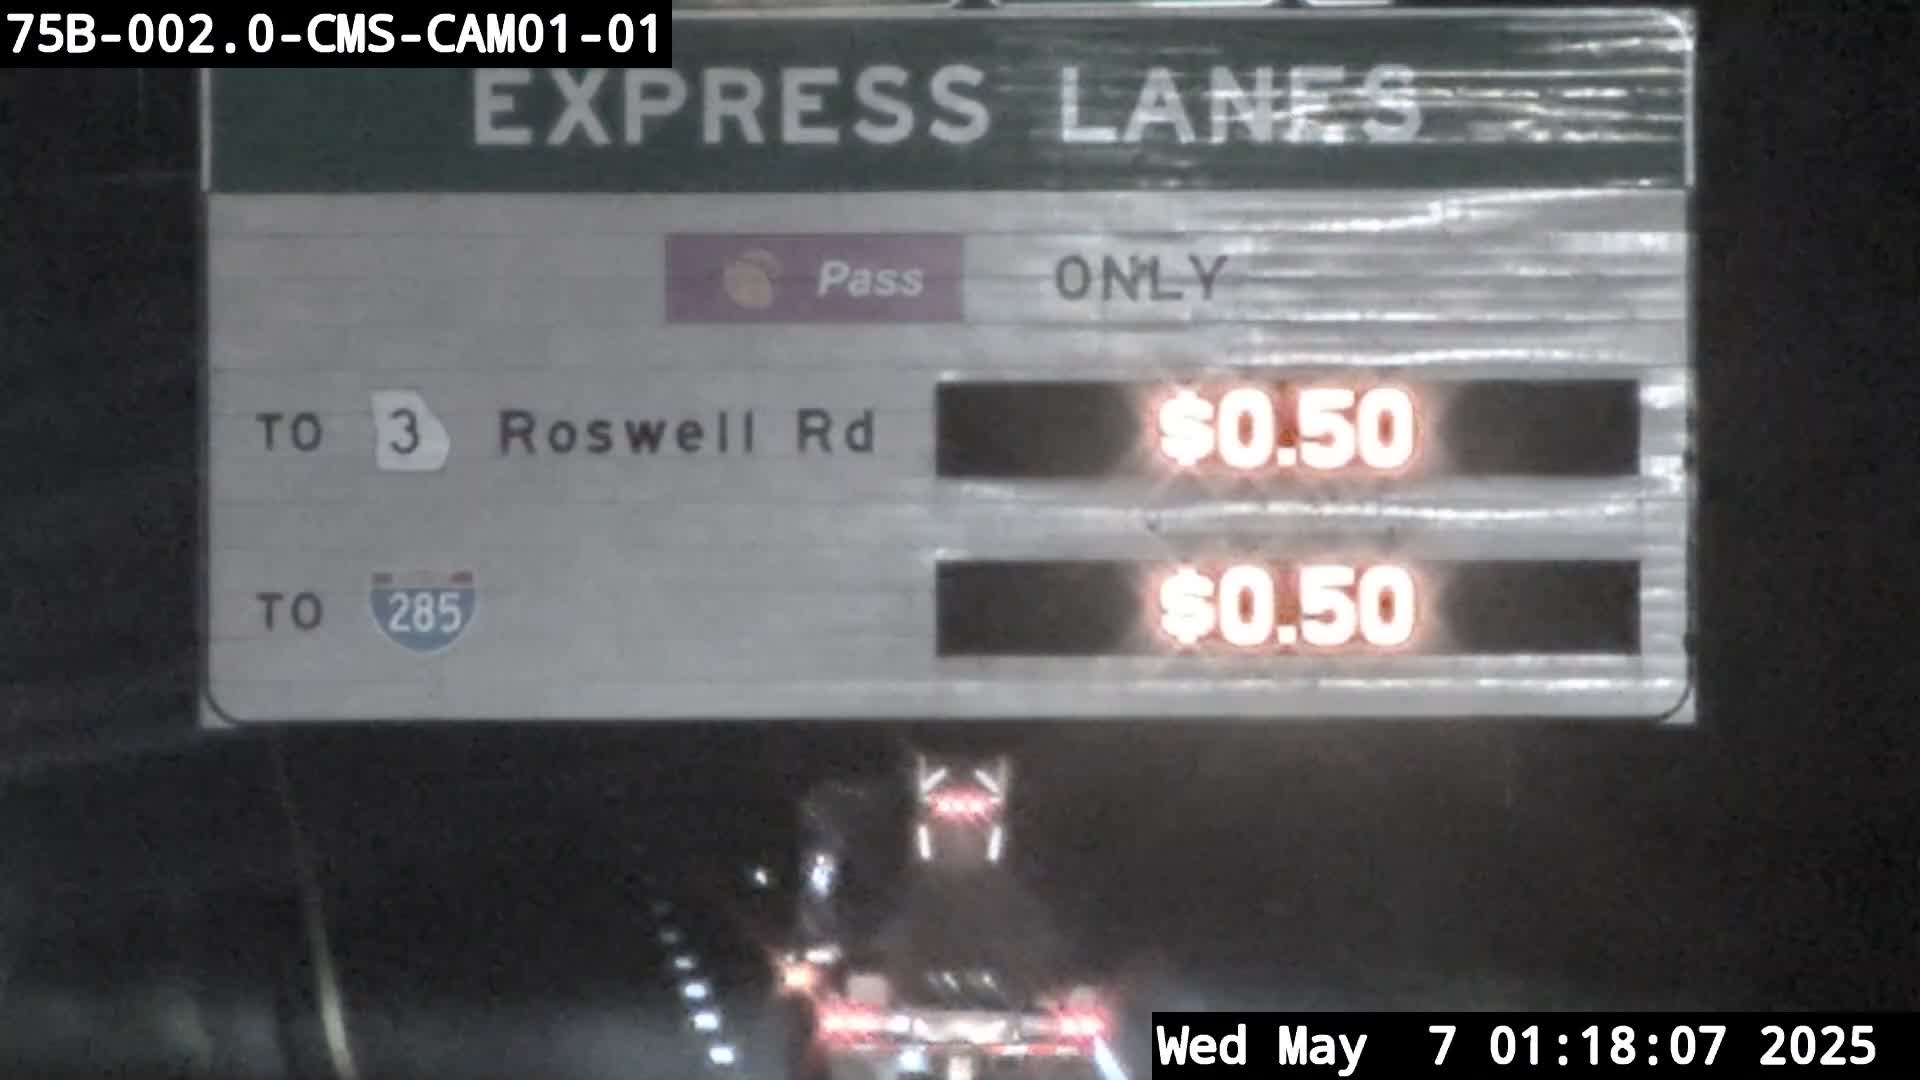 75B-002.0-CMS-CAM01-01
EXPRESS LANES
Pass ONLY
TO 3 Roswell Rd $0.50
TO 285 $0.50
Wed May 7 01:18:07 2025